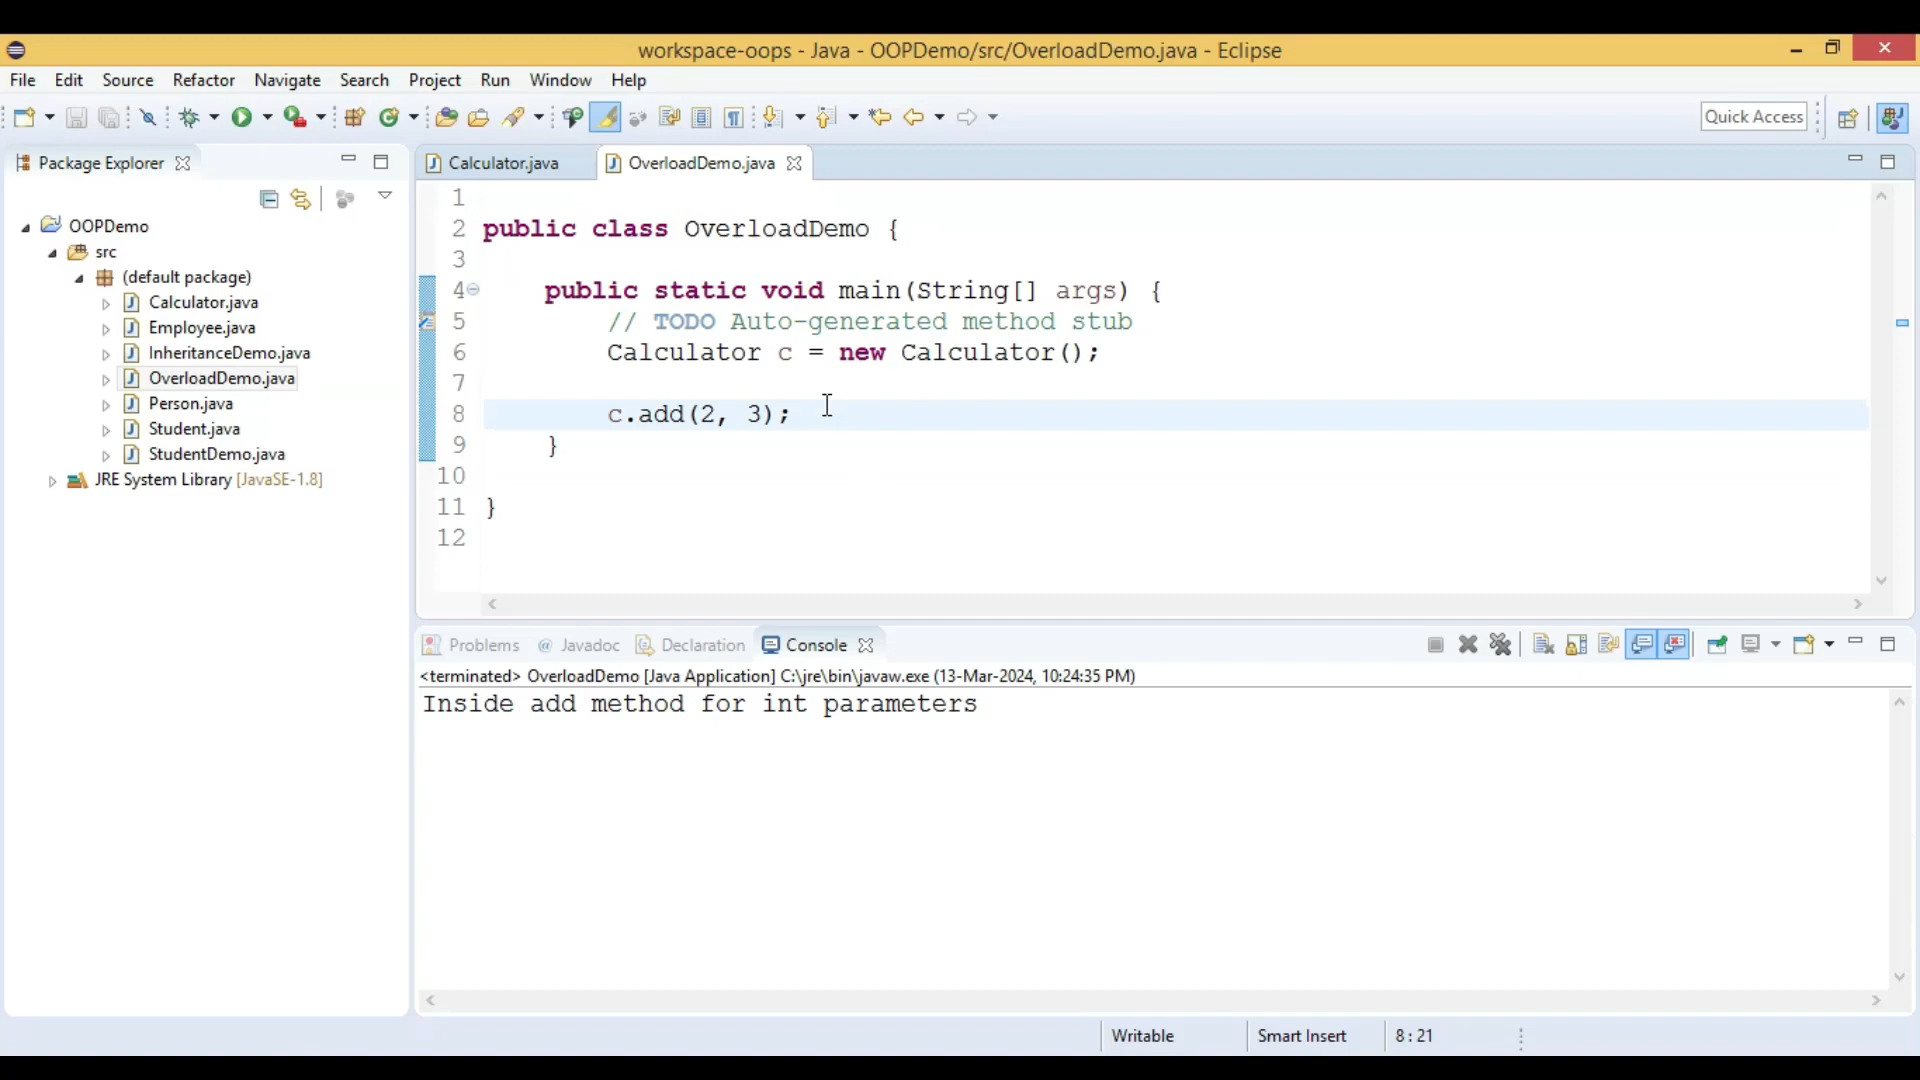 workspace-oops - Java - OOPDemo/src/OverloadDemo.java - Eclipse
File Edit Source Refactor Navigate Search Project Run Window Help
Quick Access
Package Explorer
OOPDemo
src
(default package)
Calculator.java
Employee.java
InheritanceDemo.java
OverloadDemo.java
Person.java
Student.java
StudentDemo.java
JRE System Library [JavaSE-1.8]
Calculator.java OverloadDemo.java
1
2 public class OverloadDemo {
3
4 public static void main(String[] args) {
5 // TODO Auto-generated method stub
6 Calculator c = new Calculator();
7
8 c.add(2, 3);
9 }
10
11 }
12
Problems @ Javadoc Declaration Console
<terminated> OverloadDemo [Java Application] C:\jre\bin\javaw.exe (13-Mar-2024, 10:24:35 PM)
Inside add method for int parameters
Writable Smart Insert 8 : 21